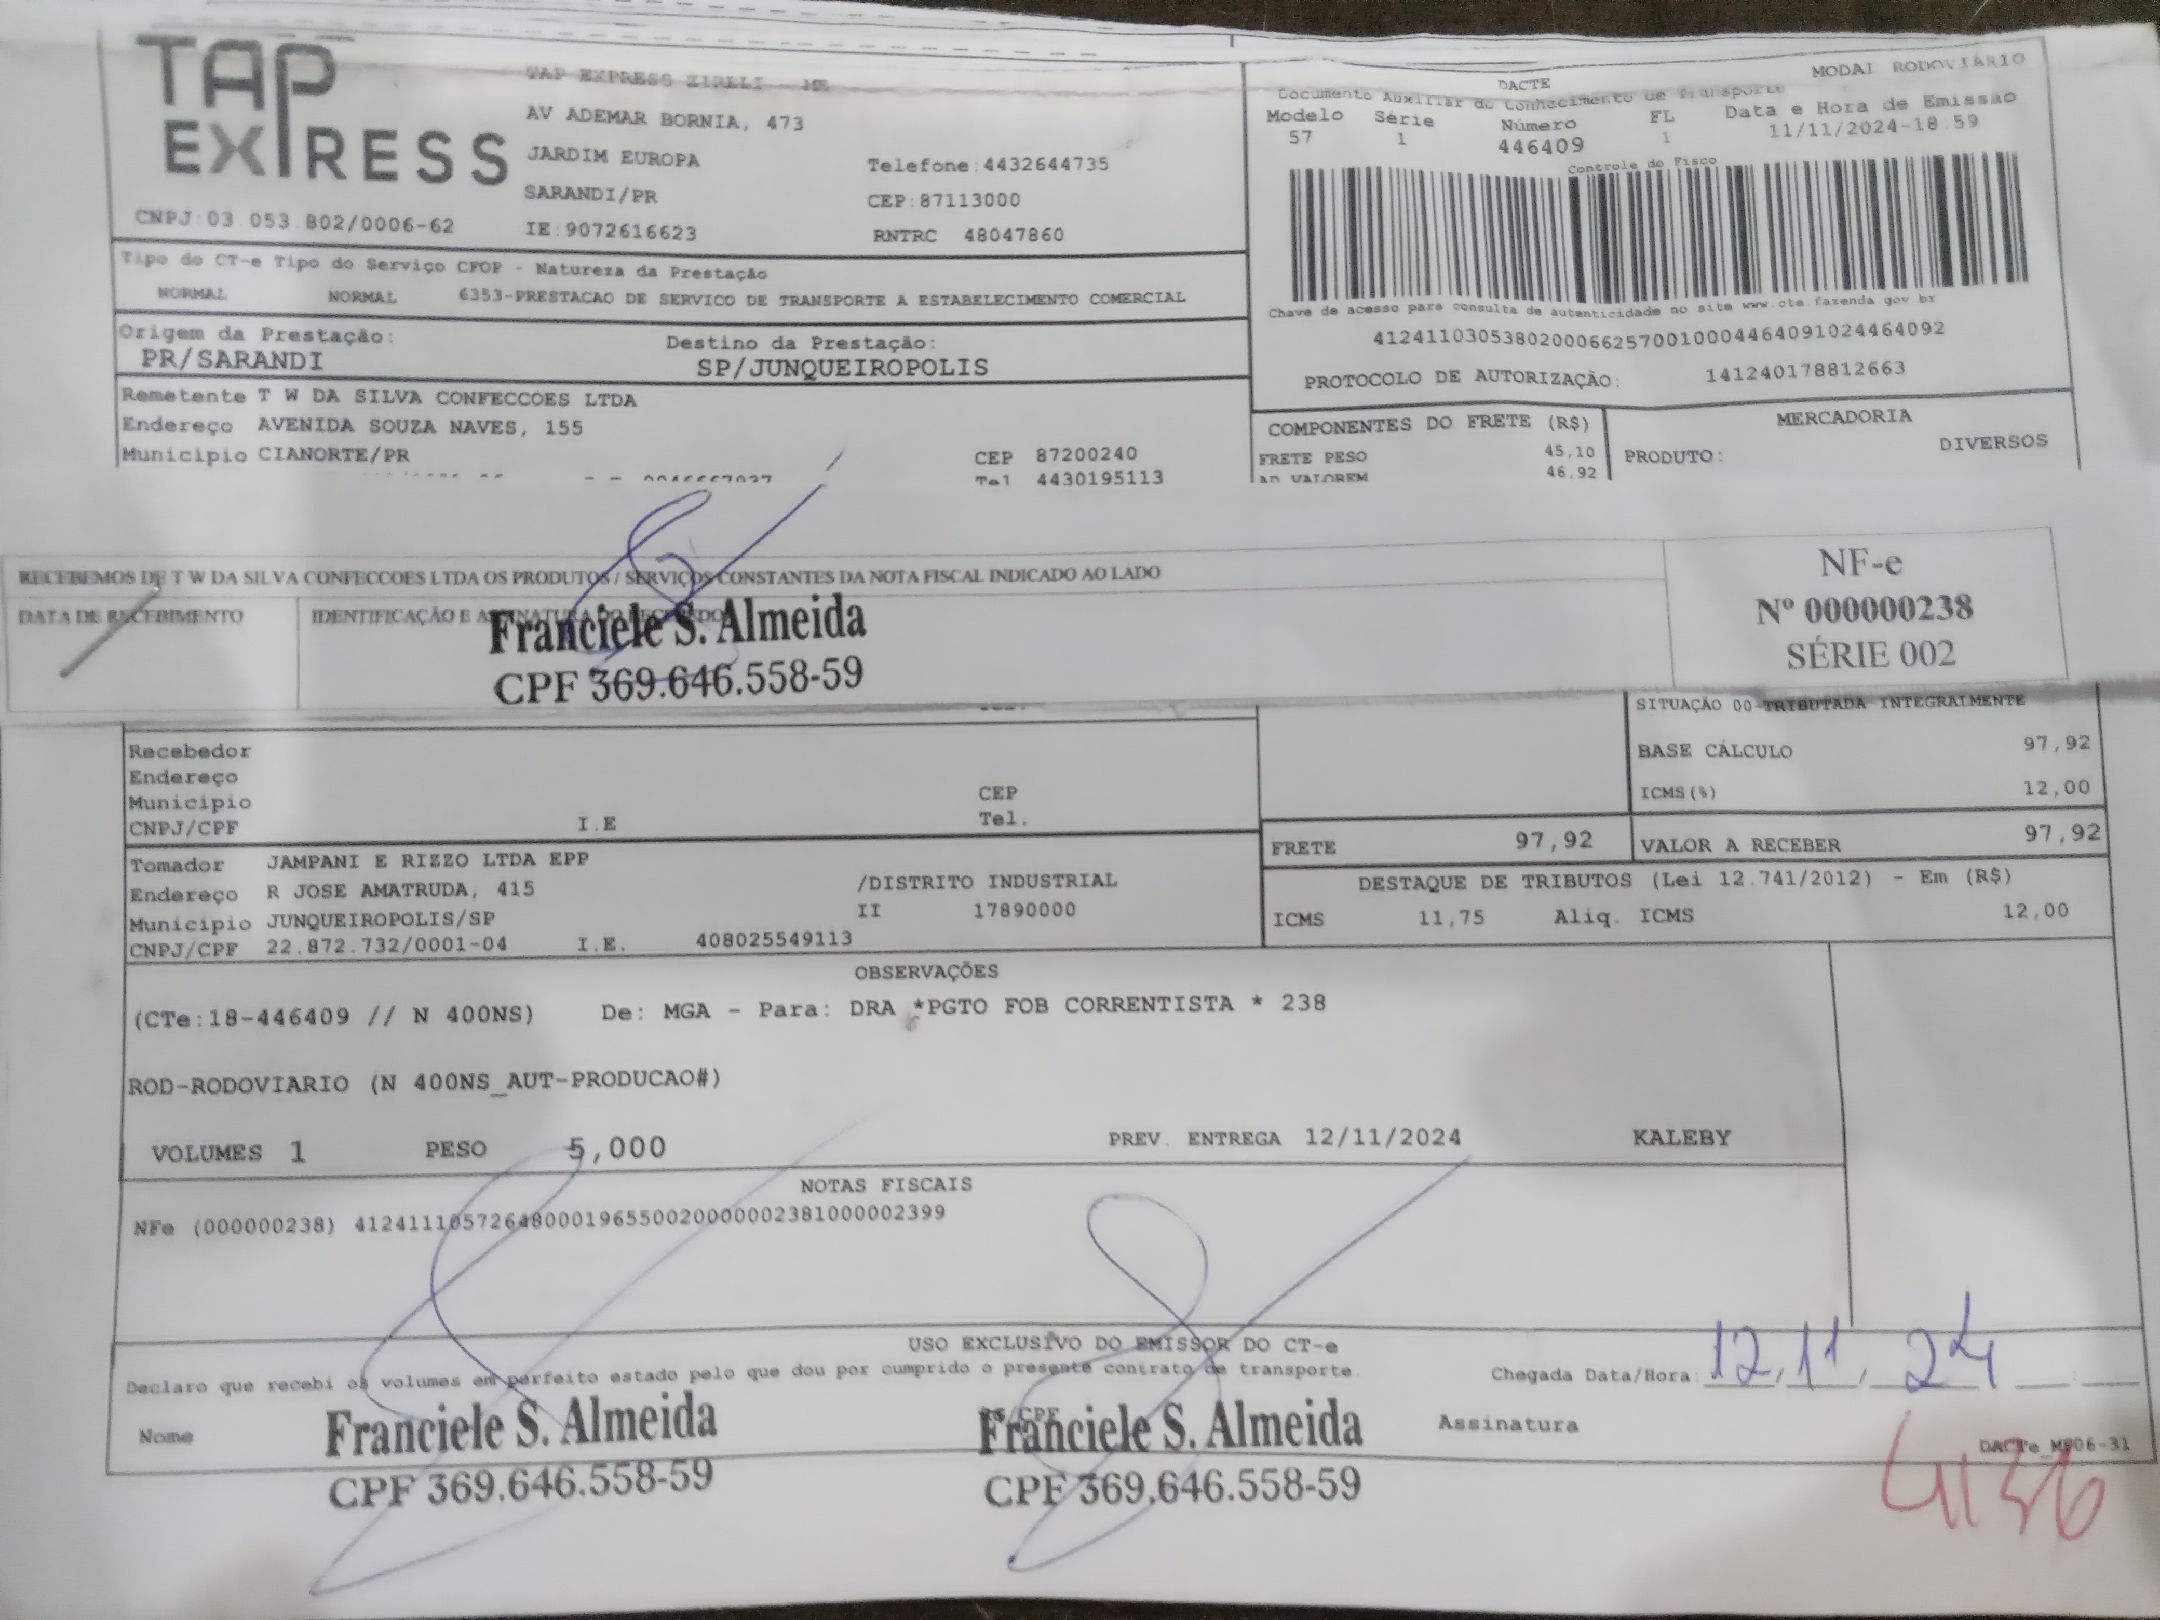 TAP EXPRESS
TAP EXPRESS ZIRELI - ME
AV ADEMAR BORNIA, 473
JARDIM EUROPA
Telefone:4432644735
SARANDI/PR
CEP:87113000
CNPJ:03.053.802/0006-62
IE:9072616623
RNTRC 48047860
DACTE
MODAL RODOVIÁRIO
Documento Auxiliar do Conhecimento de Transporte
Modelo Série Número FL Data e Hora de Emissão
57 1 446409 1 11/11/2024-18:59
Controle do Fisco
Chave de acesso para consulta de autenticidade no site www.cte.fazenda.gov.br
41241103053802000662570010004464091024464092
PROTOCOLO DE AUTORIZAÇÃO: 141240178812663
Tipo do CT-e Tipo do Serviço CFOP - Natureza da Prestação
NORMAL NORMAL 6353-PRESTACAO DE SERVICO DE TRANSPORTE A ESTABELECIMENTO COMERCIAL
Origem da Prestação: Destino da Prestação:
PR/SARANDI SP/JUNQUEIROPOLIS
Remetente T W DA SILVA CONFECCOES LTDA
Endereço AVENIDA SOUZA NAVES, 155
Município CIANORTE/PR CEP 87200240
Tel 4430195113
COMPONENTES DO FRETE (R$)
FRETE PESO 45,10
AD VALOREM 46,92
MERCADORIA
PRODUTO: DIVERSOS
RECEBEMOS DE T W DA SILVA CONFECCOES LTDA OS PRODUTOS / SERVIÇOS CONSTANTES DA NOTA FISCAL INDICADO AO LADO
DATA DE RECEBIMENTO
IDENTIFICAÇÃO E ASSINATURA DO RECEBEDOR
Franciele S. Almeida
CPF 369.646.558-59
NF-e
Nº 000000238
SÉRIE 002
SITUAÇÃO 00-TRIBUTADA INTEGRALMENTE
BASE CÁLCULO 97,92
ICMS(%) 12,00
Recebedor
Endereço
Município CEP
CNPJ/CPF I.E Tel.
FRETE 97,92
VALOR A RECEBER 97,92
Tomador JAMPANI E RIZZO LTDA EPP
Endereço R JOSE AMATRUDA, 415 /DISTRITO INDUSTRIAL
Município JUNQUEIROPOLIS/SP II 17890000
CNPJ/CPF 22.872.732/0001-04 I.E. 408025549113
DESTAQUE DE TRIBUTOS (Lei 12.741/2012) - Em (R$)
ICMS 11,75 Aliq. ICMS 12,00
OBSERVAÇÕES
(CTe:18-446409 // N 400NS) De: MGA - Para: DRA *PGTO FOB CORRENTISTA * 238
ROD-RODOVIARIO (N 400NS_AUT-PRODUCAO#)
VOLUMES 1 PESO 5,000 PREV. ENTREGA 12/11/2024 KALEBY
NOTAS FISCAIS
NFe (000000238) 41241110572648000196550020000002381000002399
USO EXCLUSIVO DO EMISSOR DO CT-e
Declaro que recebi os volumes em perfeito estado pelo que dou por cumprido o presente contrato de transporte.
Chegada Data/Hora: 12/11/24 :
Nome
Franciele S. Almeida
CPF 369.646.558-59
Franciele S. Almeida
CPF 369.646.558-59
Assinatura
4136